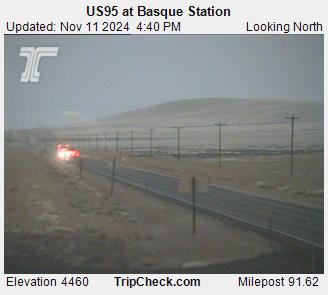 US95 at Basque Station
Updated: Nov 11 2024 4:40 PM Looking North
Elevation 4460 TripCheck.com Milepost 91.62